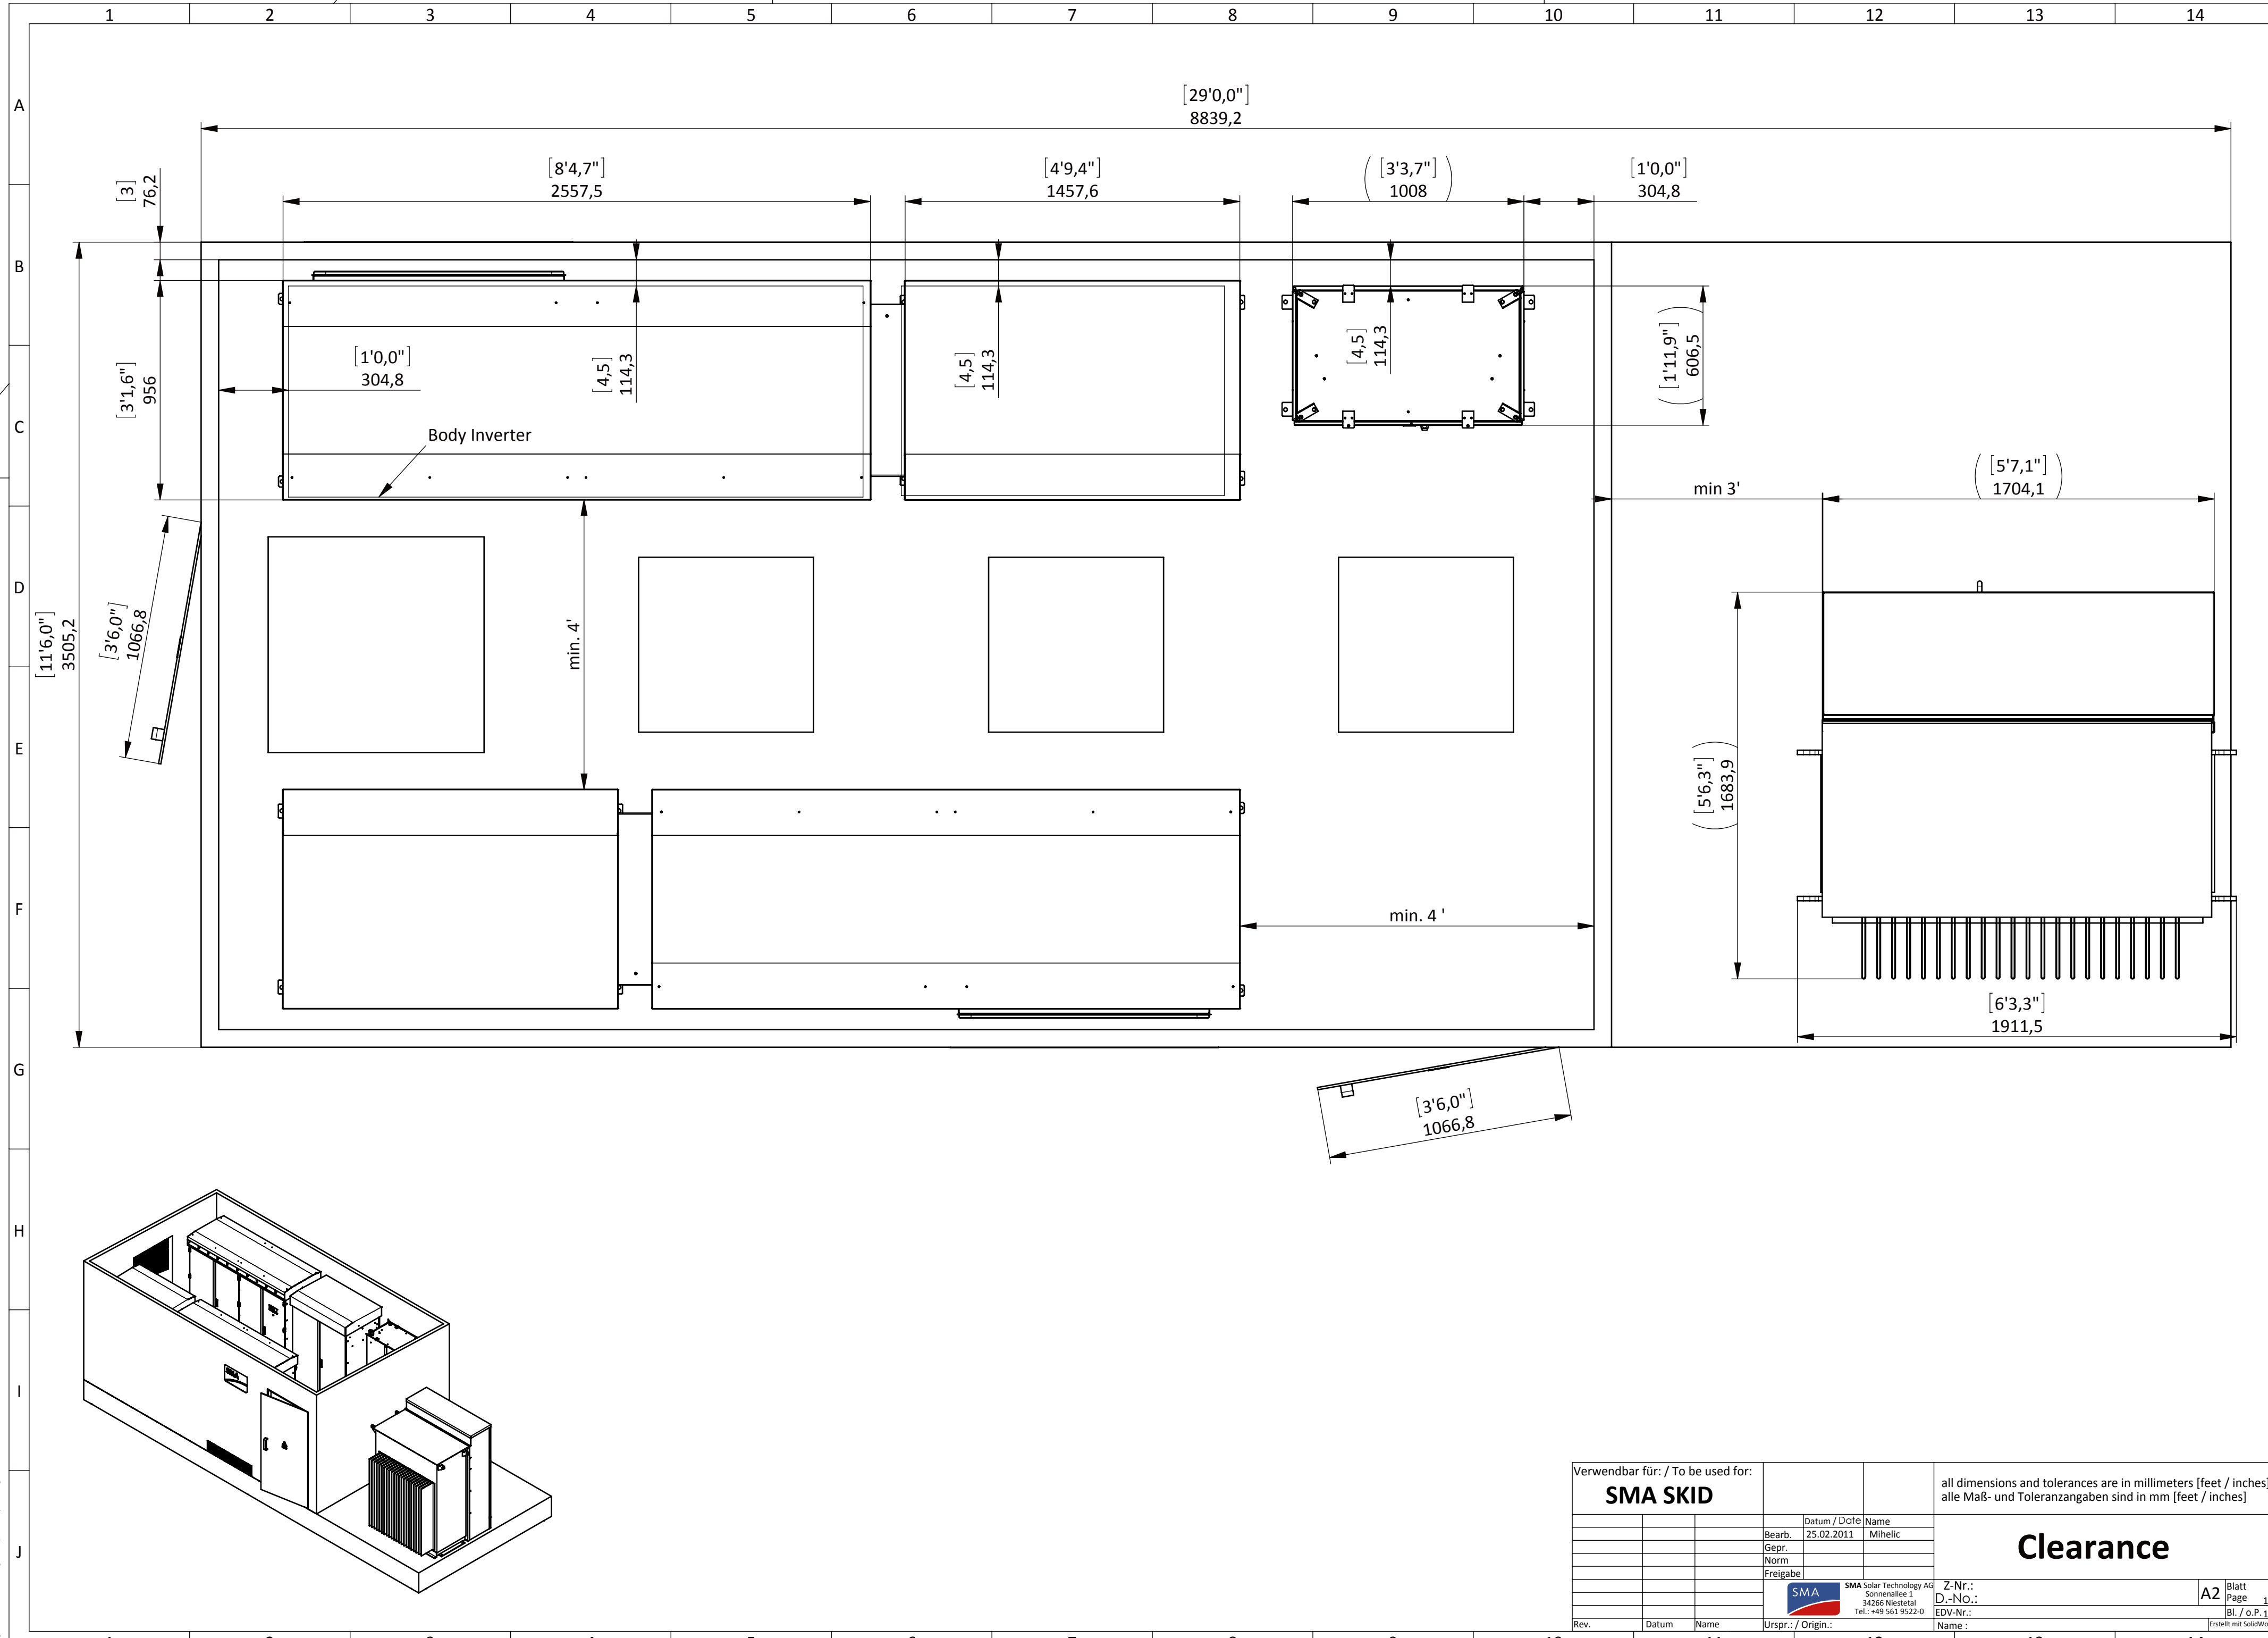 1 2 3 4 5 6 7 8 9 10 11 12 13 14
A
B
C
D
E
F
G
H
I
J
[29'0,0"]
8839,2
[3]
76,2
[8'4,7"]
2557,5
[4'9,4"]
1457,6
([3'3,7"])
1008
[1'0,0"]
304,8
[3'1,6"]
956
[1'0,0"]
304,8
[4,5]
114,3
[4,5]
114,3
[4,5]
114,3
([1'11,9"])
606,5
Body Inverter
min 3'
([5'7,1"])
1704,1
[11'6,0"]
3505,2
[3'6,0"]
1066,8
min. 4'
([5'6,3"])
1683,9
min. 4 '
[6'3,3"]
1911,5
[3'6,0"]
1066,8
SMA
Verwendbar für: / To be used for:
SMA SKID
all dimensions and tolerances are in millimeters [feet / inches]
alle Maß- und Toleranzangaben sind in mm [feet / inches]
Datum / Date Name
Bearb. 25.02.2011 Mihelic
Gepr.
Norm
Freigabe
Clearance
SMA
SMA Solar Technology AG
Sonnenallee 1
34266 Niestetal
Tel.: +49 561 9522-0
Z-Nr.:
D.-No.:
A2
Blatt
Page 1
EDV-Nr.:
Bl. / o.P. 1
Rev. Datum Name Urspr.: / Origin.:
Name :
Erstellt mit SolidWo